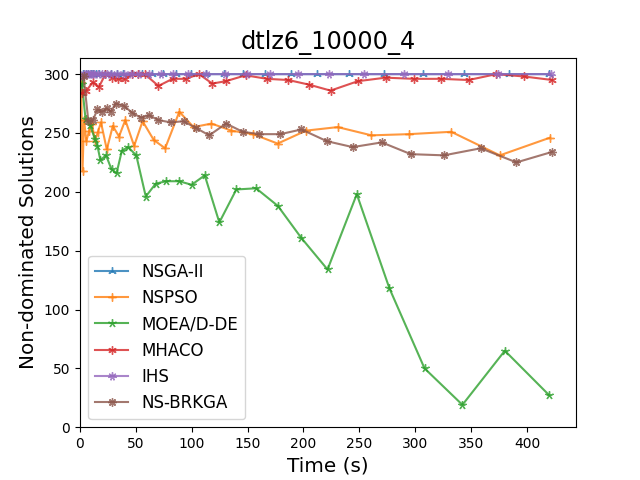 dtlz6_10000_4
Non-dominated Solutions
300
250
200
150
100
50
0
NSGA-II
NSPSO
MOEA/D-DE
MHACO
IHS
NS-BRKGA
0 50 100 150 200 250 300 350 400
Time (s)